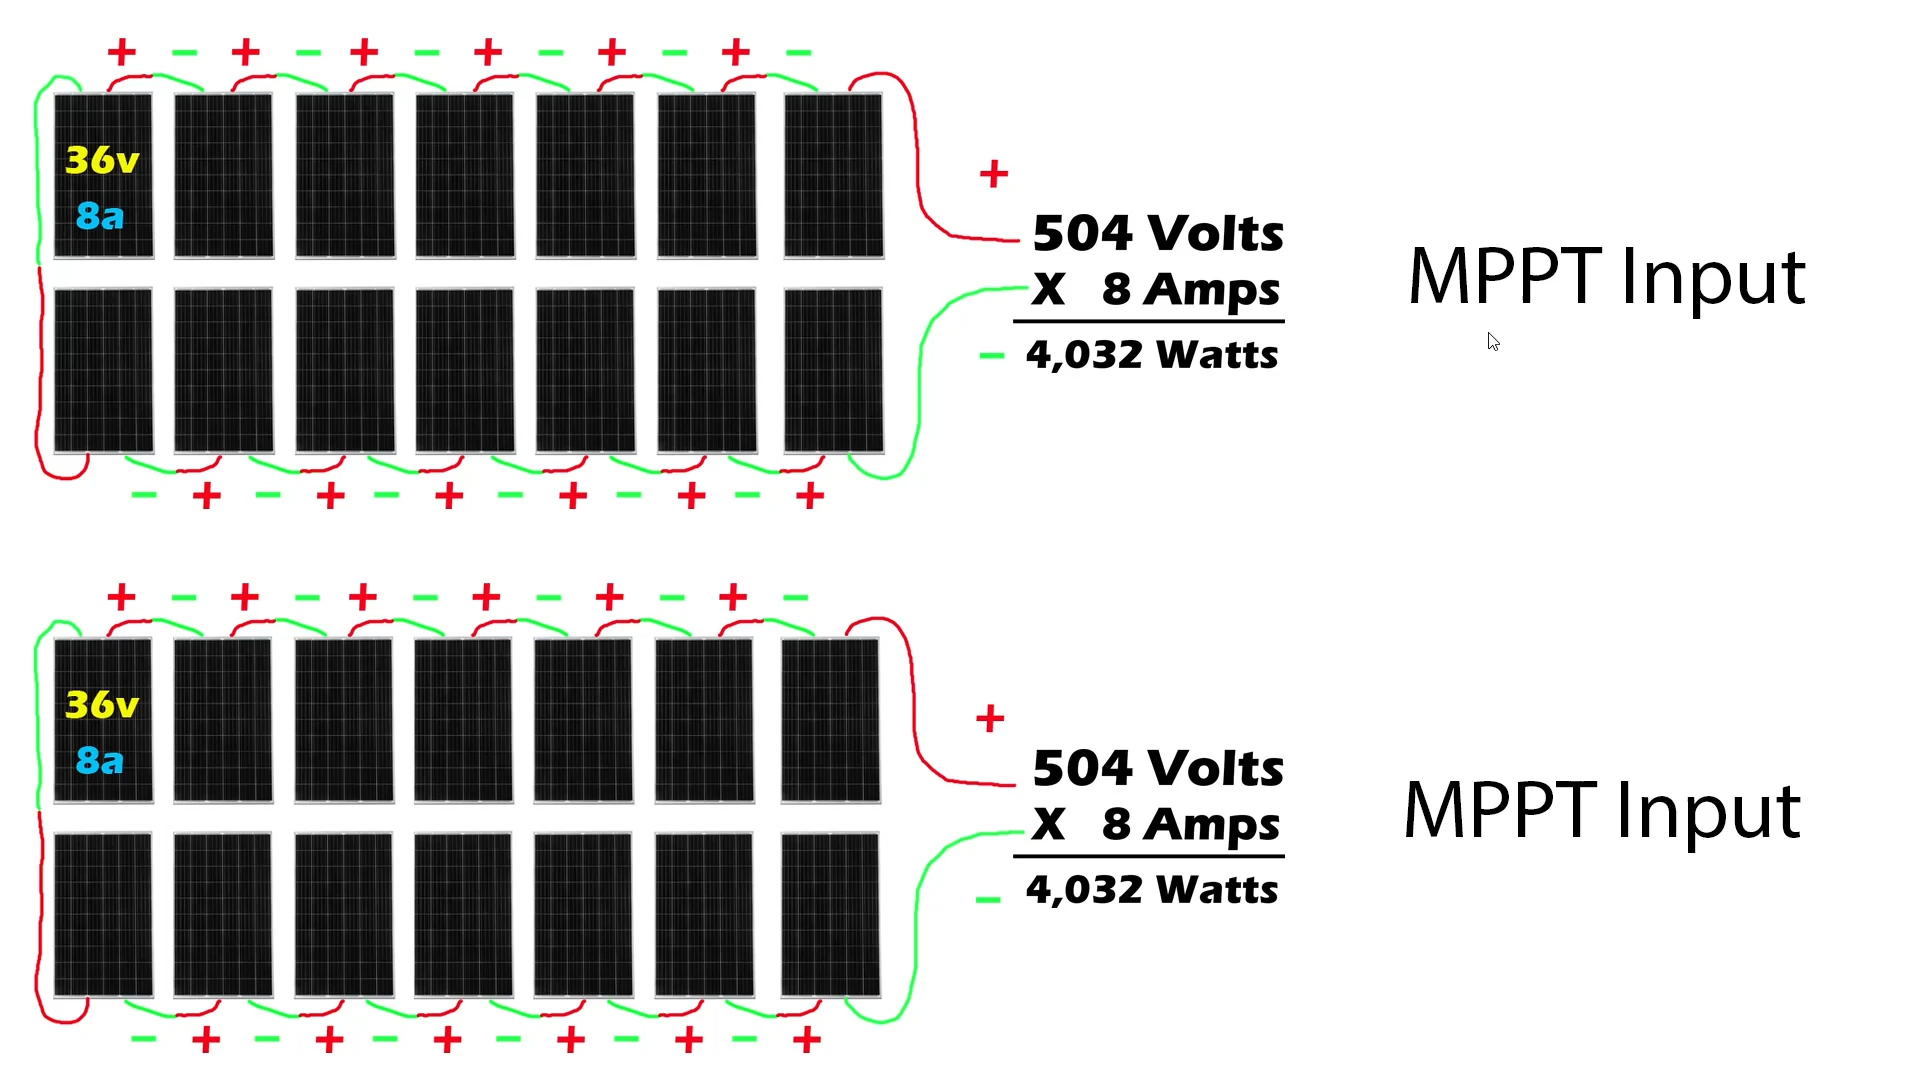 + − + − + − + − + − + −
36v
8a
+
504 Volts
X 8 Amps
− 4,032 Watts
MPPT Input
− + − + − + − + − + − +
+ − + − + − + − + − + −
36v
8a
+
504 Volts
X 8 Amps
− 4,032 Watts
MPPT Input
− + − + − + − + − + − +